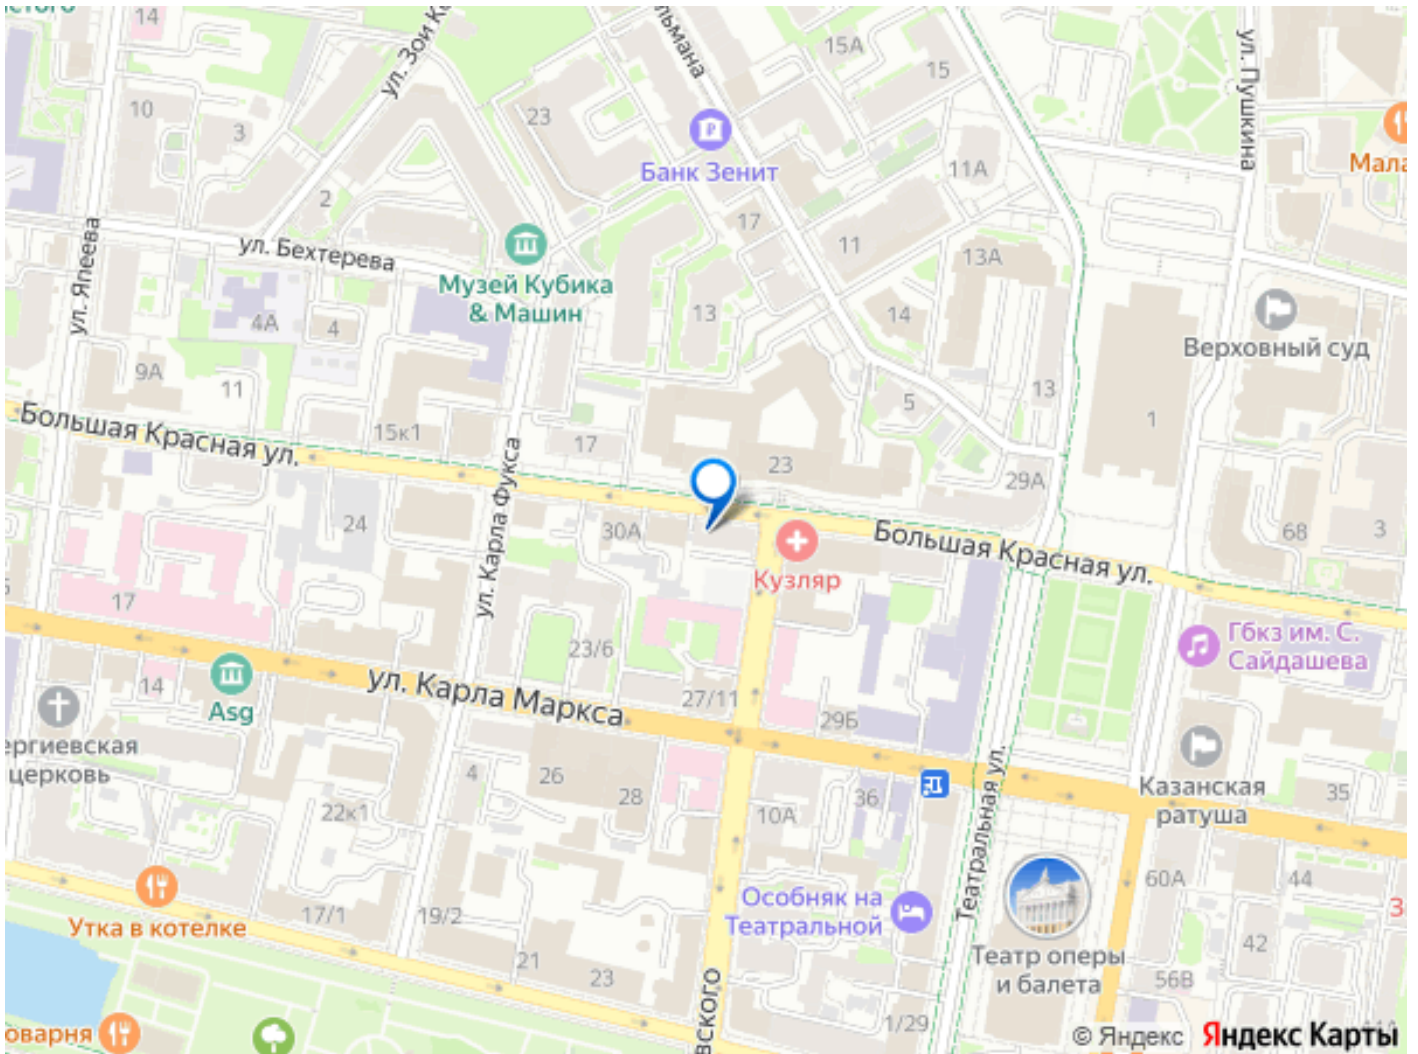 14
ул. Зои
15А
15
ул. Пушкина
10
3
23
Банк Зенит
11А
Мала
2
17
ул. Япеева
ул. Бехтерева
11
13А
Музей Кубика
& Машин
4А
4
13
14
Верховный суд
9А
11
5
13
1
Большая Красная ул.
15к1
17
ул. Карла Фукса
23
29А
24
30А
68
3
Большая Красная ул.
Кузляр
17
23/6
Гбкз им. С.
Сайдашева
14
ул. Карла Маркса
27/11
29Б
Asg
ергиевская
церковь
4
26
28
22к1
10А
36
Театральная ул.
Казанская
ратуша
35
60А
44
Утка в котелке
17/1
19/2
Особняк на
Театральной
21
23
Театр оперы
и балета
42
56В
вского
1/29
оварня
© Яндекс Яндекс Карты